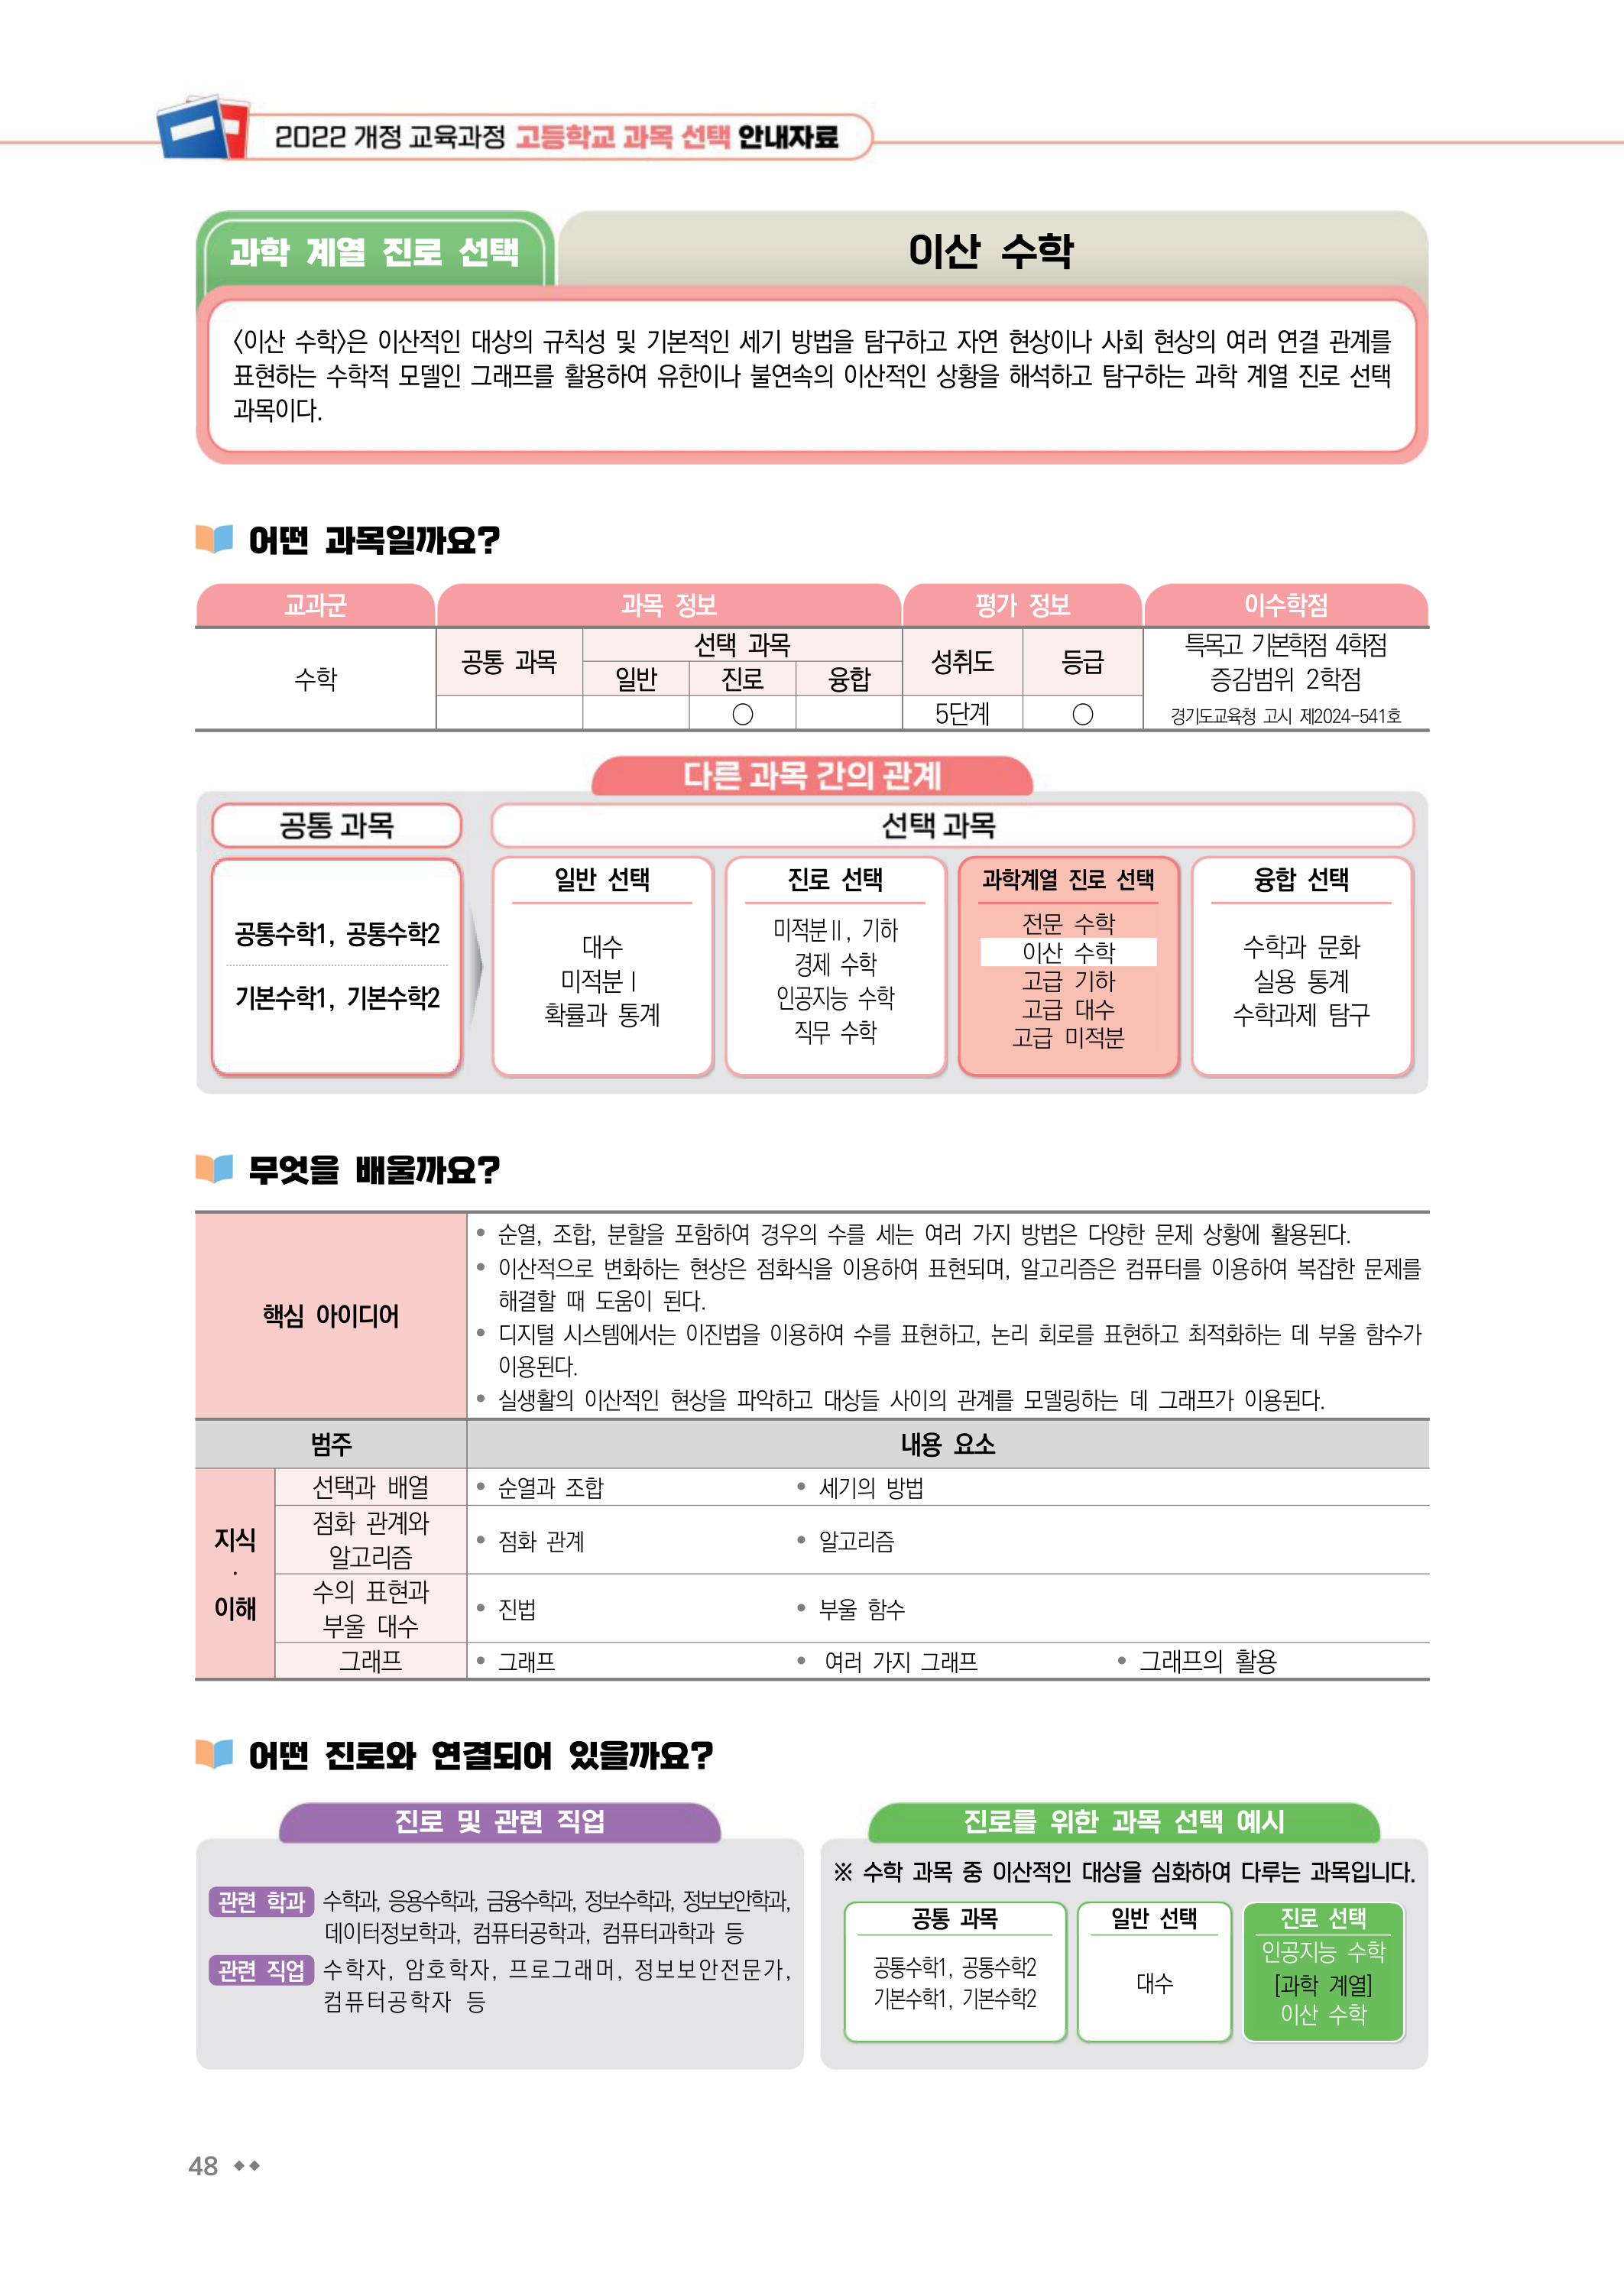 2022 개정 교육과정 고등학교 과목 선택 안내자료
과학 계열 진로 선택
이산 수학
〈이산 수학〉은 이산적인 대상의 규칙성 및 기본적인 세기 방법을 탐구하고 자연 현상이나 사회 현상의 여러 연결 관계를
표현하는 수학적 모델인 그래프를 활용하여 유한이나 불연속의 이산적인 상황을 해석하고 탐구하는 과학 계열 진로 선택
과목이다.
어떤 과목일까요?
교과군 과목 정보 평가 정보 이수학점
수학
공통 과목
선택 과목
일반 진로 융합
○
성취도 등급
5단계 ○
특목고 기본학점 4학점
증감범위 2학점
경기도교육청 고시 제2024-541호
다른 과목 간의 관계
공통 과목
선택 과목
공통수학1, 공통수학2
기본수학1, 기본수학2
일반 선택
대수
미적분Ⅰ
확률과 통계
진로 선택
미적분Ⅱ, 기하
경제 수학
인공지능 수학
직무 수학
과학계열 진로 선택
전문 수학
이산 수학
고급 기하
고급 대수
고급 미적분
융합 선택
수학과 문화
실용 통계
수학과제 탐구
무엇을 배울까요?
핵심 아이디어
• 순열, 조합, 분할을 포함하여 경우의 수를 세는 여러 가지 방법은 다양한 문제 상황에 활용된다.
• 이산적으로 변화하는 현상은 점화식을 이용하여 표현되며, 알고리즘은 컴퓨터를 이용하여 복잡한 문제를
해결할 때 도움이 된다.
• 디지털 시스템에서는 이진법을 이용하여 수를 표현하고, 논리 회로를 표현하고 최적화하는 데 부울 함수가
이용된다.
• 실생활의 이산적인 현상을 파악하고 대상들 사이의 관계를 모델링하는 데 그래프가 이용된다.
범주 내용 요소
지식
·
이해
선택과 배열 • 순열과 조합 • 세기의 방법
점화 관계와
알고리즘
• 점화 관계 • 알고리즘
수의 표현과
부울 대수
• 진법 • 부울 함수
그래프 • 그래프 • 여러 가지 그래프 • 그래프의 활용
어떤 진로와 연결되어 있을까요?
진로 및 관련 직업
관련 학과 수학과, 응용수학과, 금융수학과, 정보수학과, 정보보안학과,
데이터정보학과, 컴퓨터공학과, 컴퓨터과학과 등
관련 직업 수학자, 암호학자, 프로그래머, 정보보안전문가,
컴퓨터공학자 등
진로를 위한 과목 선택 예시
※ 수학 과목 중 이산적인 대상을 심화하여 다루는 과목입니다.
공통 과목
공통수학1, 공통수학2
기본수학1, 기본수학2
일반 선택
대수
진로 선택
인공지능 수학
[과학 계열]
이산 수학
48